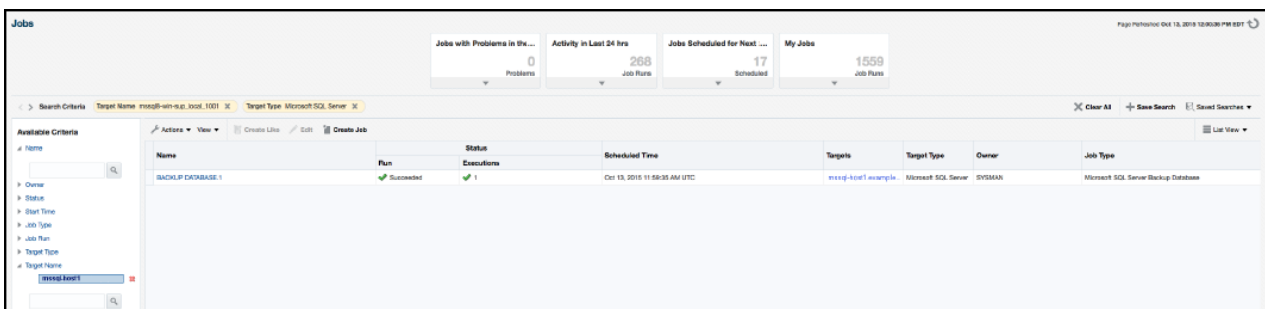 Jobs
Page Refreshed Oct 13, 2015 12:00:36 PM EDT
Jobs with Problems in the...
0
Problems
Activity in Last 24 hrs
268
Job Runs
Jobs Scheduled for Next ...
17
Scheduled
My Jobs
1559
Job Runs
Search Criteria Target Name Target Type Microsoft SQL Server
Clear All Save Search Saved Searches
Available Criteria
Actions View Create Like Edit Create Job
List View
Name
Owner
Status
Start Time
Job Type
Job Run
Target Type
Target Name
mssql-host1
Name Status Scheduled Time Targets Target Type Owner Job Type
Run Executions
BACKUP DATABASE.1 Succeeded 1 Oct 13, 2015 11:59:35 AM UTC mssql-host1.example.. Microsoft SQL Server SYSMAN Microsoft SQL Server Backup Database